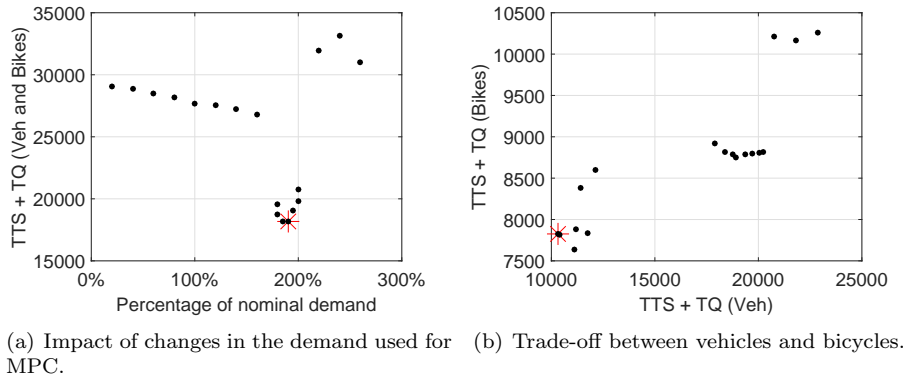 35000
30000
25000
20000
15000
0%
100%
200%
300%
TTS + TQ (Veh and Bikes)
Percentage of nominal demand
10500
10000
9500
9000
8500
8000
7500
10000
15000
20000
25000
TTS + TQ (Bikes)
TTS + TQ (Veh)
(a) Impact of changes in the demand used for
MPC.
(b) Trade-off between vehicles and bicycles.